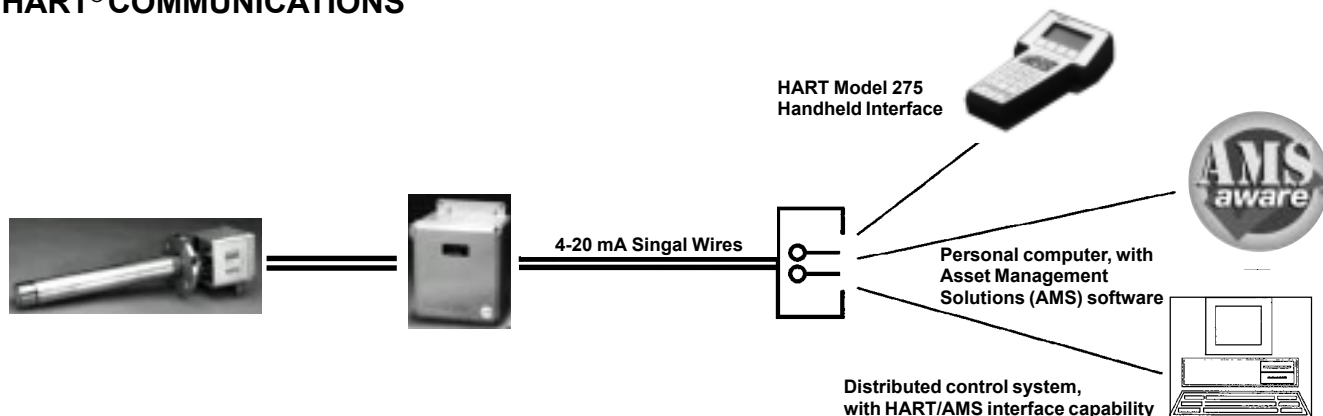 HART® COMMUNICATIONS
HART Model 275
Handheld Interface
AMS
aware
4-20 mA Singal Wires
Personal computer, with
Asset Management
Solutions (AMS) software
Distributed control system,
with HART/AMS interface capability